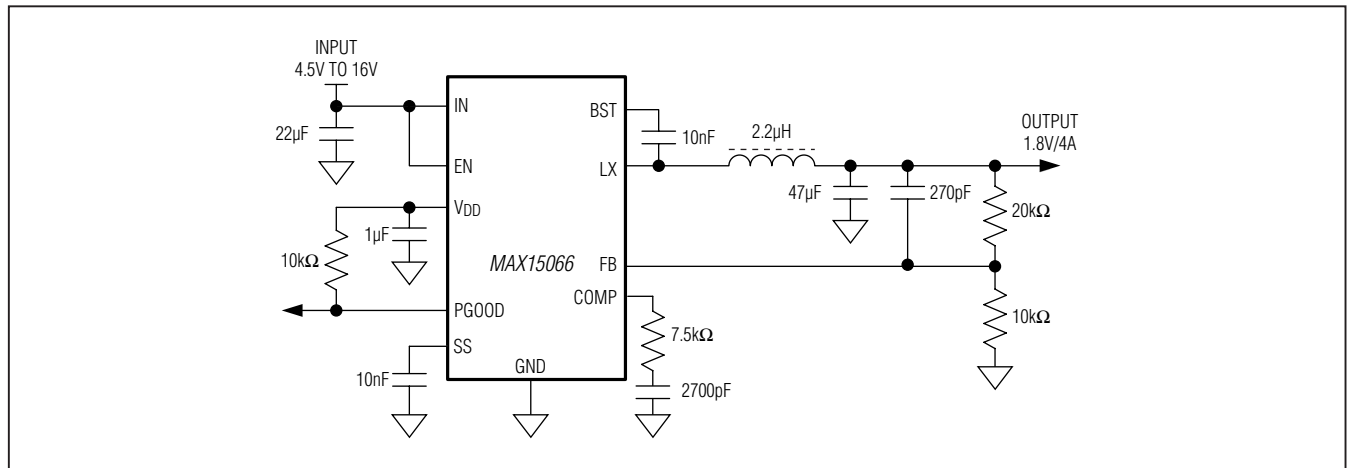 INPUT
4.5V TO 16V
22µF
IN
EN
VDD
1µF
10kΩ
PGOOD
SS
10nF
GND
MAX15066
BST
10nF
LX
2.2µH
OUTPUT
1.8V/4A
47µF
270pF
20kΩ
FB
COMP
7.5kΩ
2700pF
10kΩ